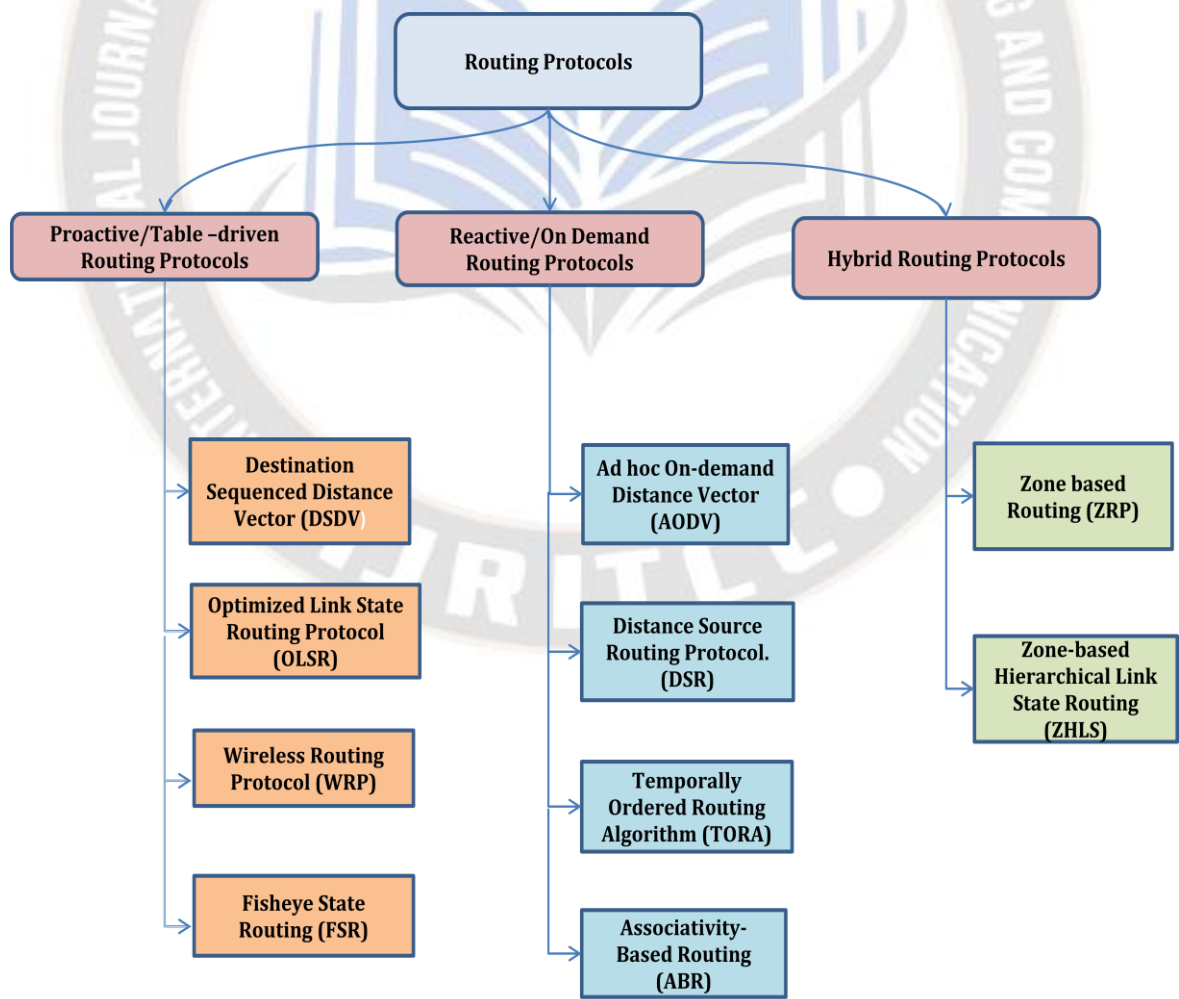 Routing Protocols
Proactive/Table –driven
Routing Protocols
Reactive/On Demand
Routing Protocols
Hybrid Routing Protocols
Destination
Sequenced Distance
Vector (DSDV)
Optimized Link State
Routing Protocol
(OLSR)
Wireless Routing
Protocol (WRP)
Fisheye State
Routing (FSR)
Ad hoc On-demand
Distance Vector
(AODV)
Distance Source
Routing Protocol.
(DSR)
Temporally
Ordered Routing
Algorithm (TORA)
Associativity-
Based Routing
(ABR)
Zone based
Routing (ZRP)
Zone-based
Hierarchical Link
State Routing
(ZHLS)
IJRITCC